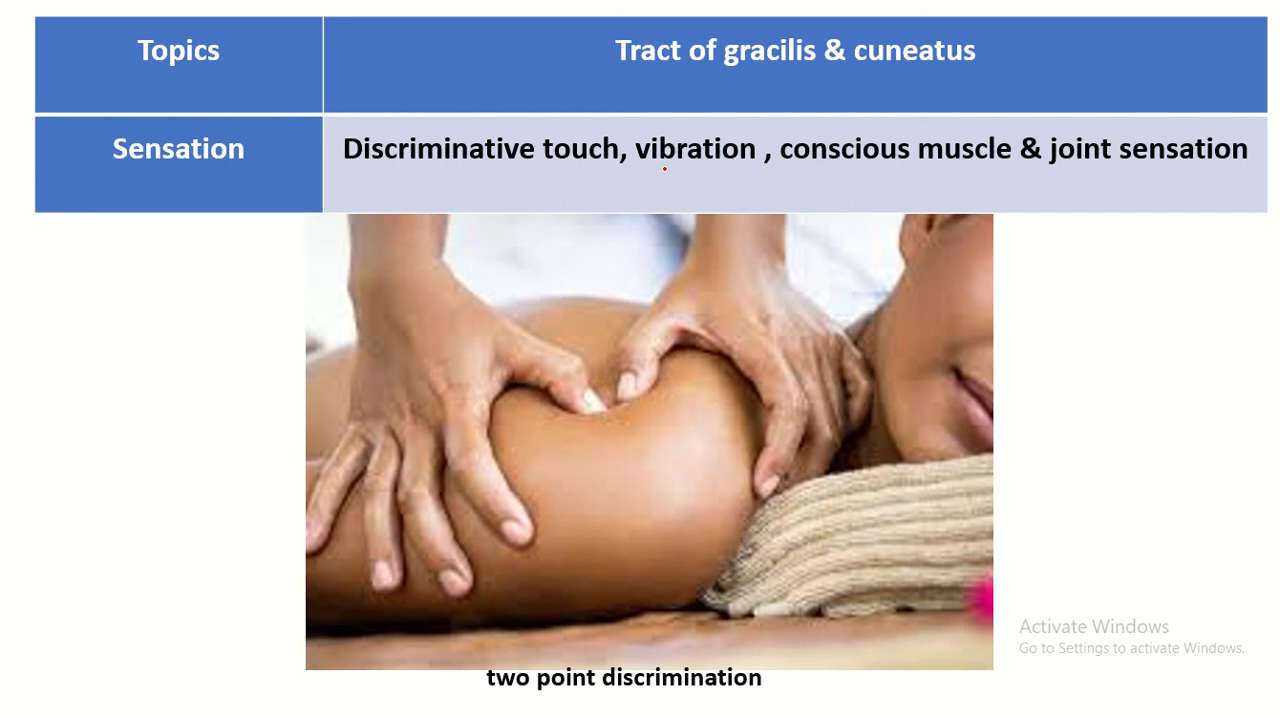 Topics
Tract of gracilis & cuneatus
Sensation
Discriminative touch, vibration , conscious muscle & joint sensation
two point discrimination
Activate Windows
Go to Settings to activate Windows.